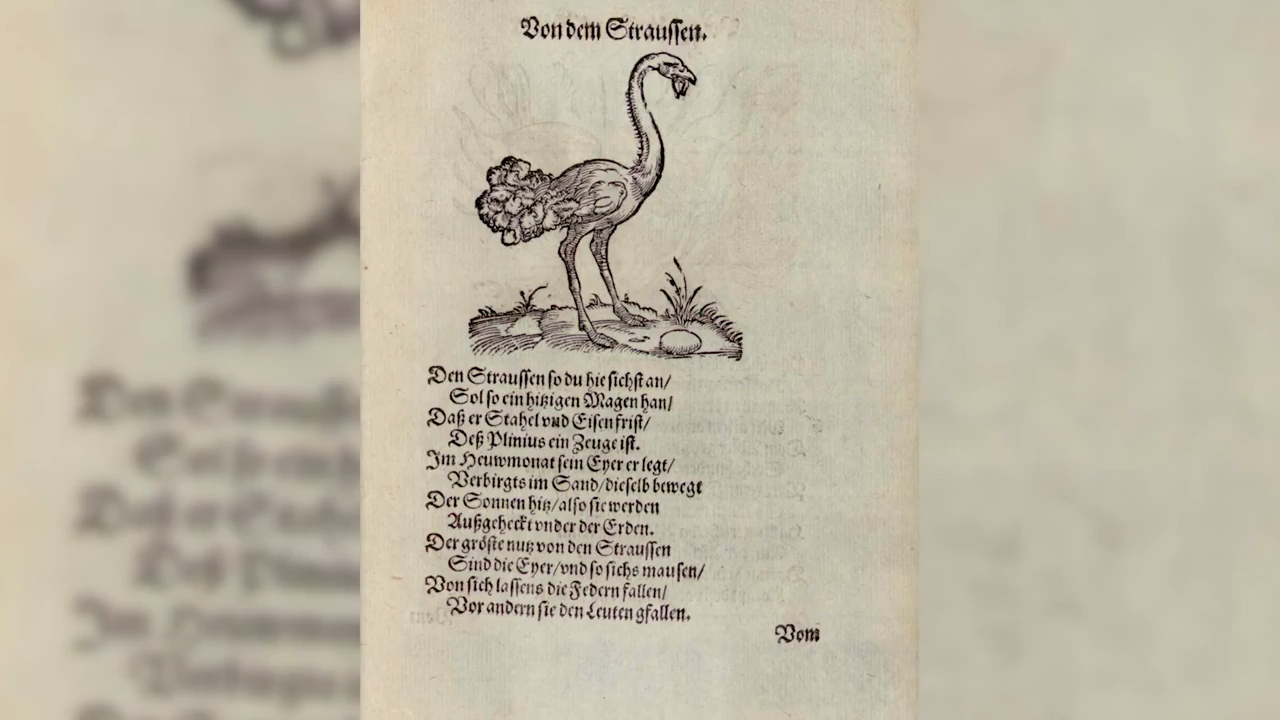 Von dem Straussen.
Den Straussen so du hie sichst an/
Sol so ein hitzigen Magen han/
Daß er Stahel vnd Eisen frist/
Deß Plinius ein Zeuge ist.
Im Heuwmonat sein Eyer er legt/
Verbirgts im Sand/dieselb bewegt
Der Sonnen hitz/also sie werden
Außgeheckt vnder der Erden.
Der gröste nutz von den Straussen
Sind die Eyer/vnd so sichs mausen/
Von sich lassens die Federn fallen/
Vor andern sie den Leuten gfallen.
Vom